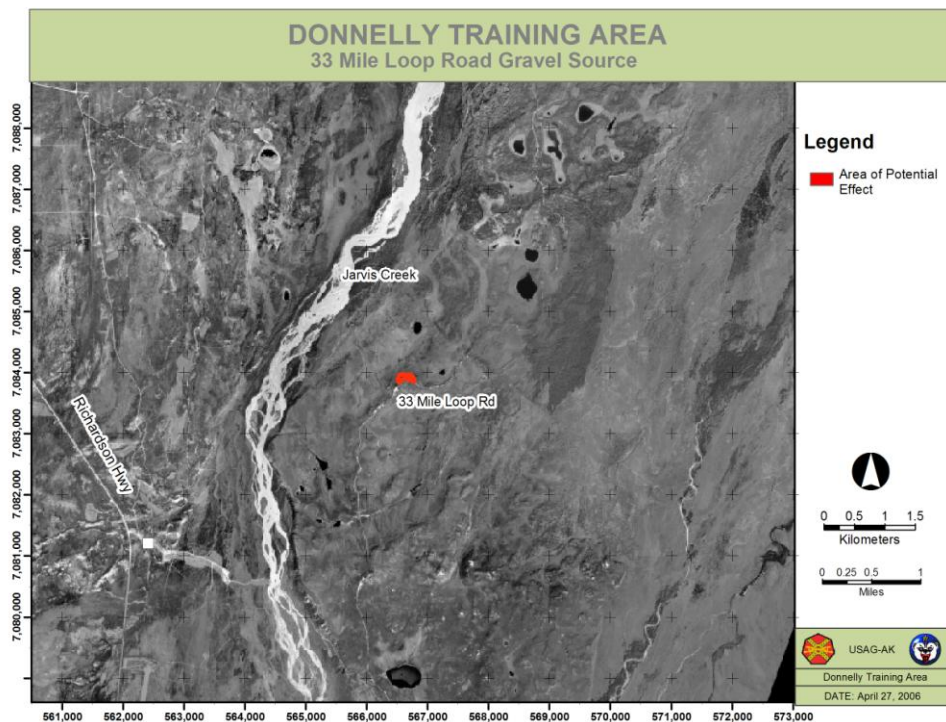 DONNELLY TRAINING AREA
33 Mile Loop Road Gravel Source
7,088,000
7,087,000
7,086,000
7,085,000
7,084,000
7,083,000
7,082,000
7,081,000
7,080,000
Jarvis Creek
33 Mile Loop Rd
Richardson Hwy
561,000 562,000 563,000 564,000 565,000 566,000 567,000 568,000 569,000 570,000 571,000 572,000 573,000
Legend
Area of Potential
Effect
0 0.5 1 1.5
Kilometers
0 0.25 0.5 1
Miles
USAG-AK
Donnelly Training Area
DATE: April 27, 2006